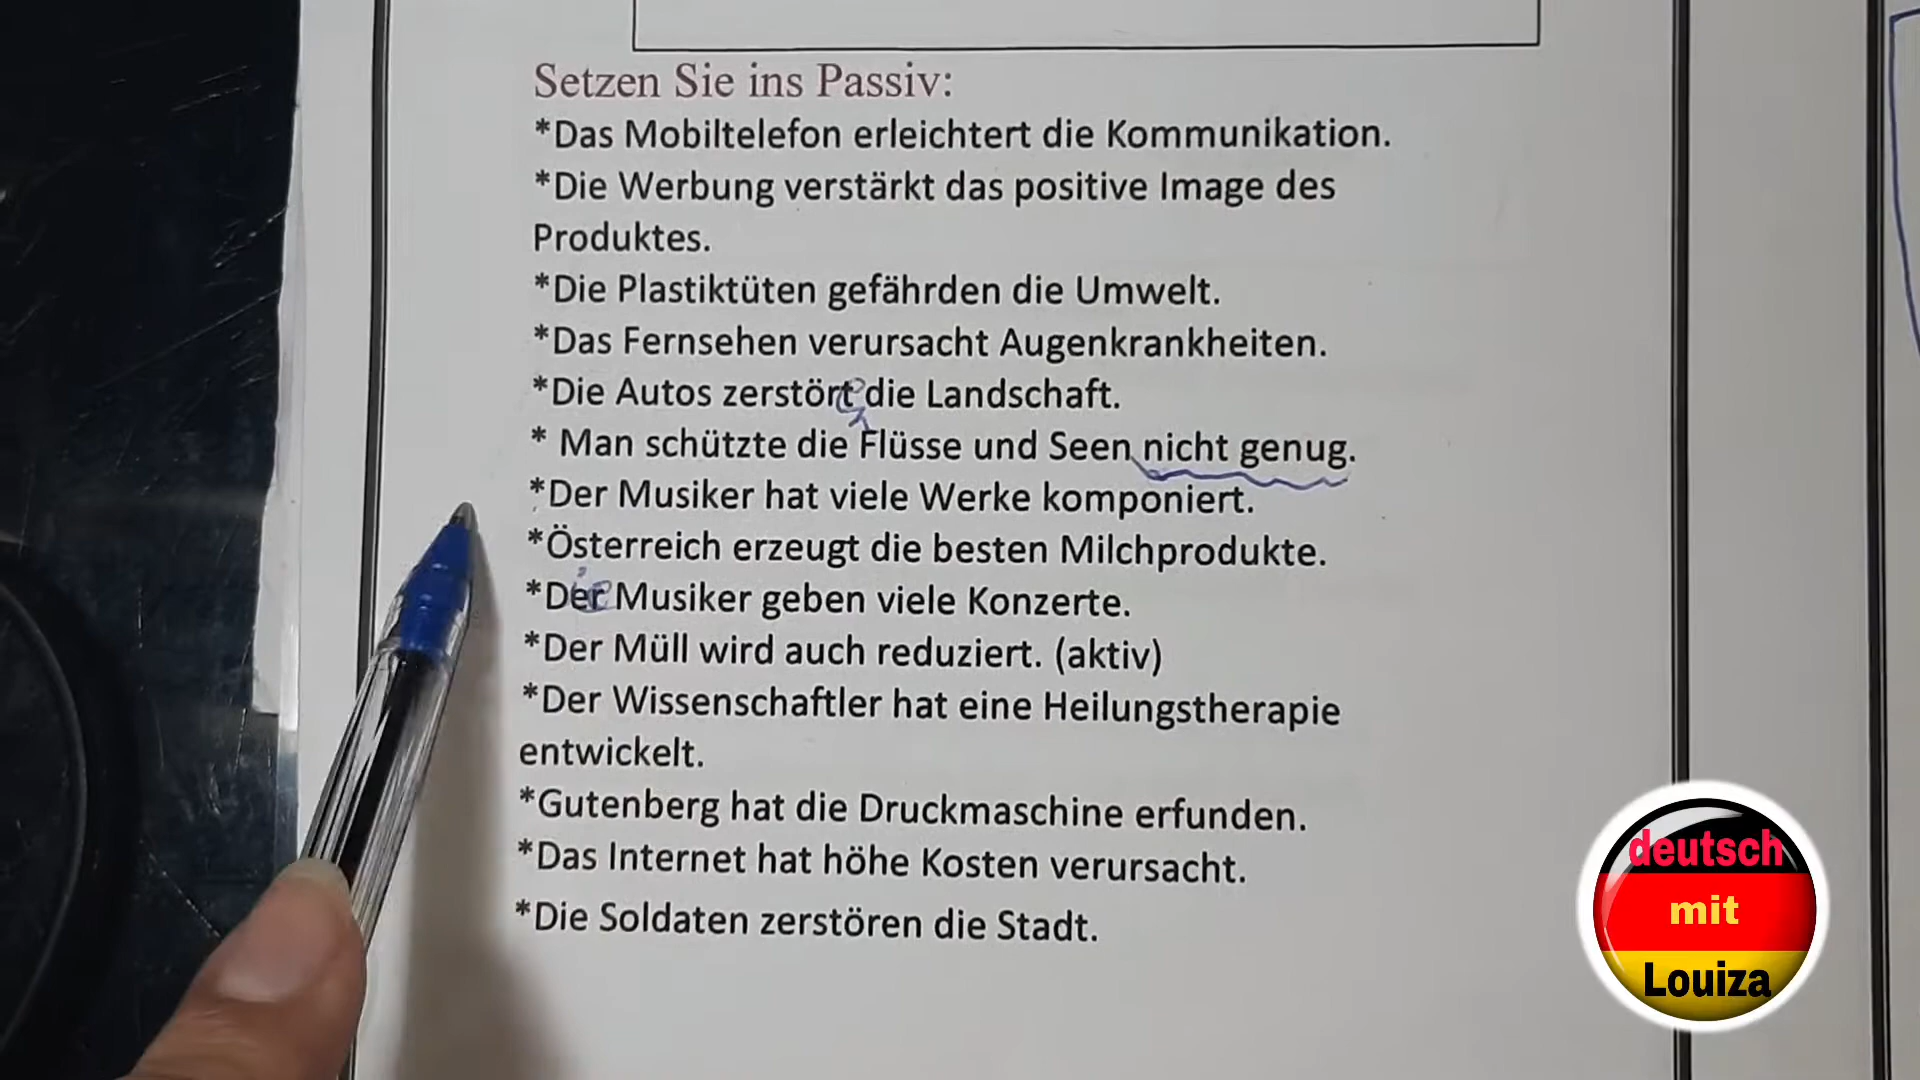 Setzen Sie ins Passiv:
*Das Mobiltelefon erleichtert die Kommunikation.
*Die Werbung verstärkt das positive Image des
Produktes.
*Die Plastiktüten gefährden die Umwelt.
*Das Fernsehen verursacht Augenkrankheiten.
*Die Autos zerstört die Landschaft.
* Man schützte die Flüsse und Seen nicht genug.
*Der Musiker hat viele Werke komponiert.
*Österreich erzeugt die besten Milchprodukte.
*Der Musiker geben viele Konzerte.
*Der Müll wird auch reduziert. (aktiv)
*Der Wissenschaftler hat eine Heilungstherapie
entwickelt.
*Gutenberg hat die Druckmaschine erfunden.
*Das Internet hat höhe Kosten verursacht.
*Die Soldaten zerstören die Stadt.
deutsch
mit
Louiza